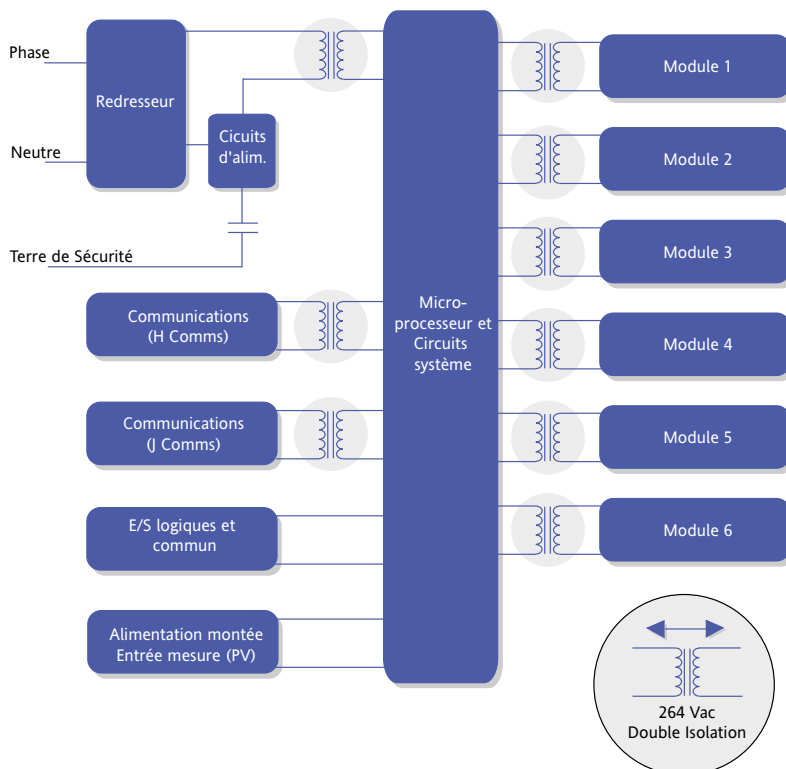 Phase
Redresseur
Neutre
Cicuits
d'alim.
Terre de Sécurité
Communications
(H Comms)
Communications
(J Comms)
E/S logiques et
commun
Alimentation montée
Entrée mesure (PV)
Micro-
processeur et
Circuits
système
Module 1
Module 2
Module 3
Module 4
Module 5
Module 6
264 Vac
Double Isolation